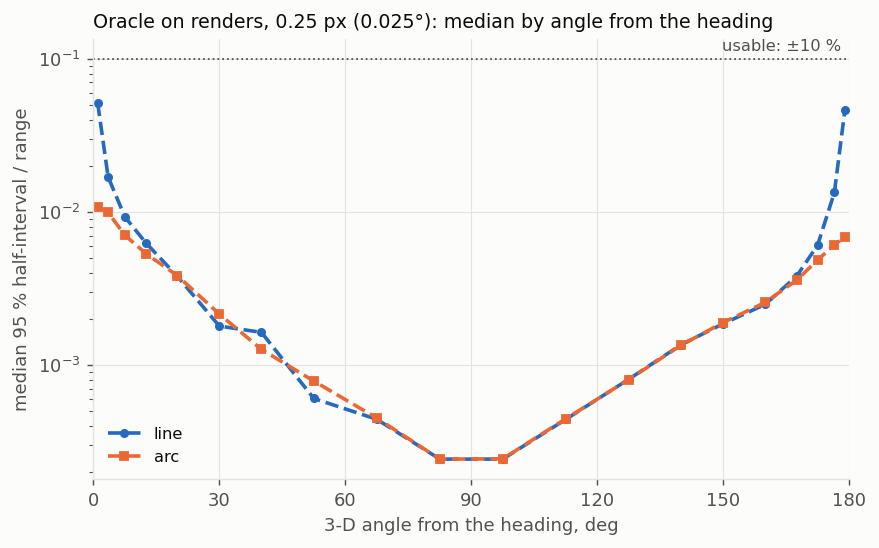 Oracle on renders, 0.25 px (0.025°): median by angle from the heading
usable: ±10 %
10⁻¹
10⁻²
10⁻³
median 95 % half-interval / range
line
arc
0 30 60 90 120 150 180
3-D angle from the heading, deg